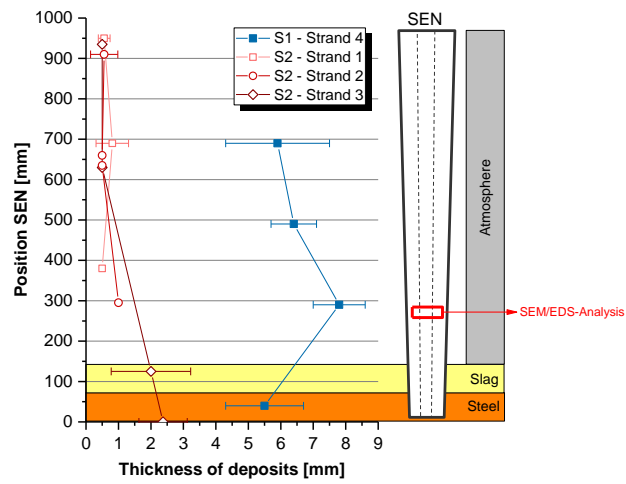 SEN
S1 - Strand 4
S2 - Strand 1
S2 - Strand 2
S2 - Strand 3
1000
900
800
700
600
500
400
300
200
100
0
Position SEN [mm]
0 1 2 3 4 5 6 7 8 9
Thickness of deposits [mm]
Atmosphere
SEM/EDS-Analysis
Slag
Steel